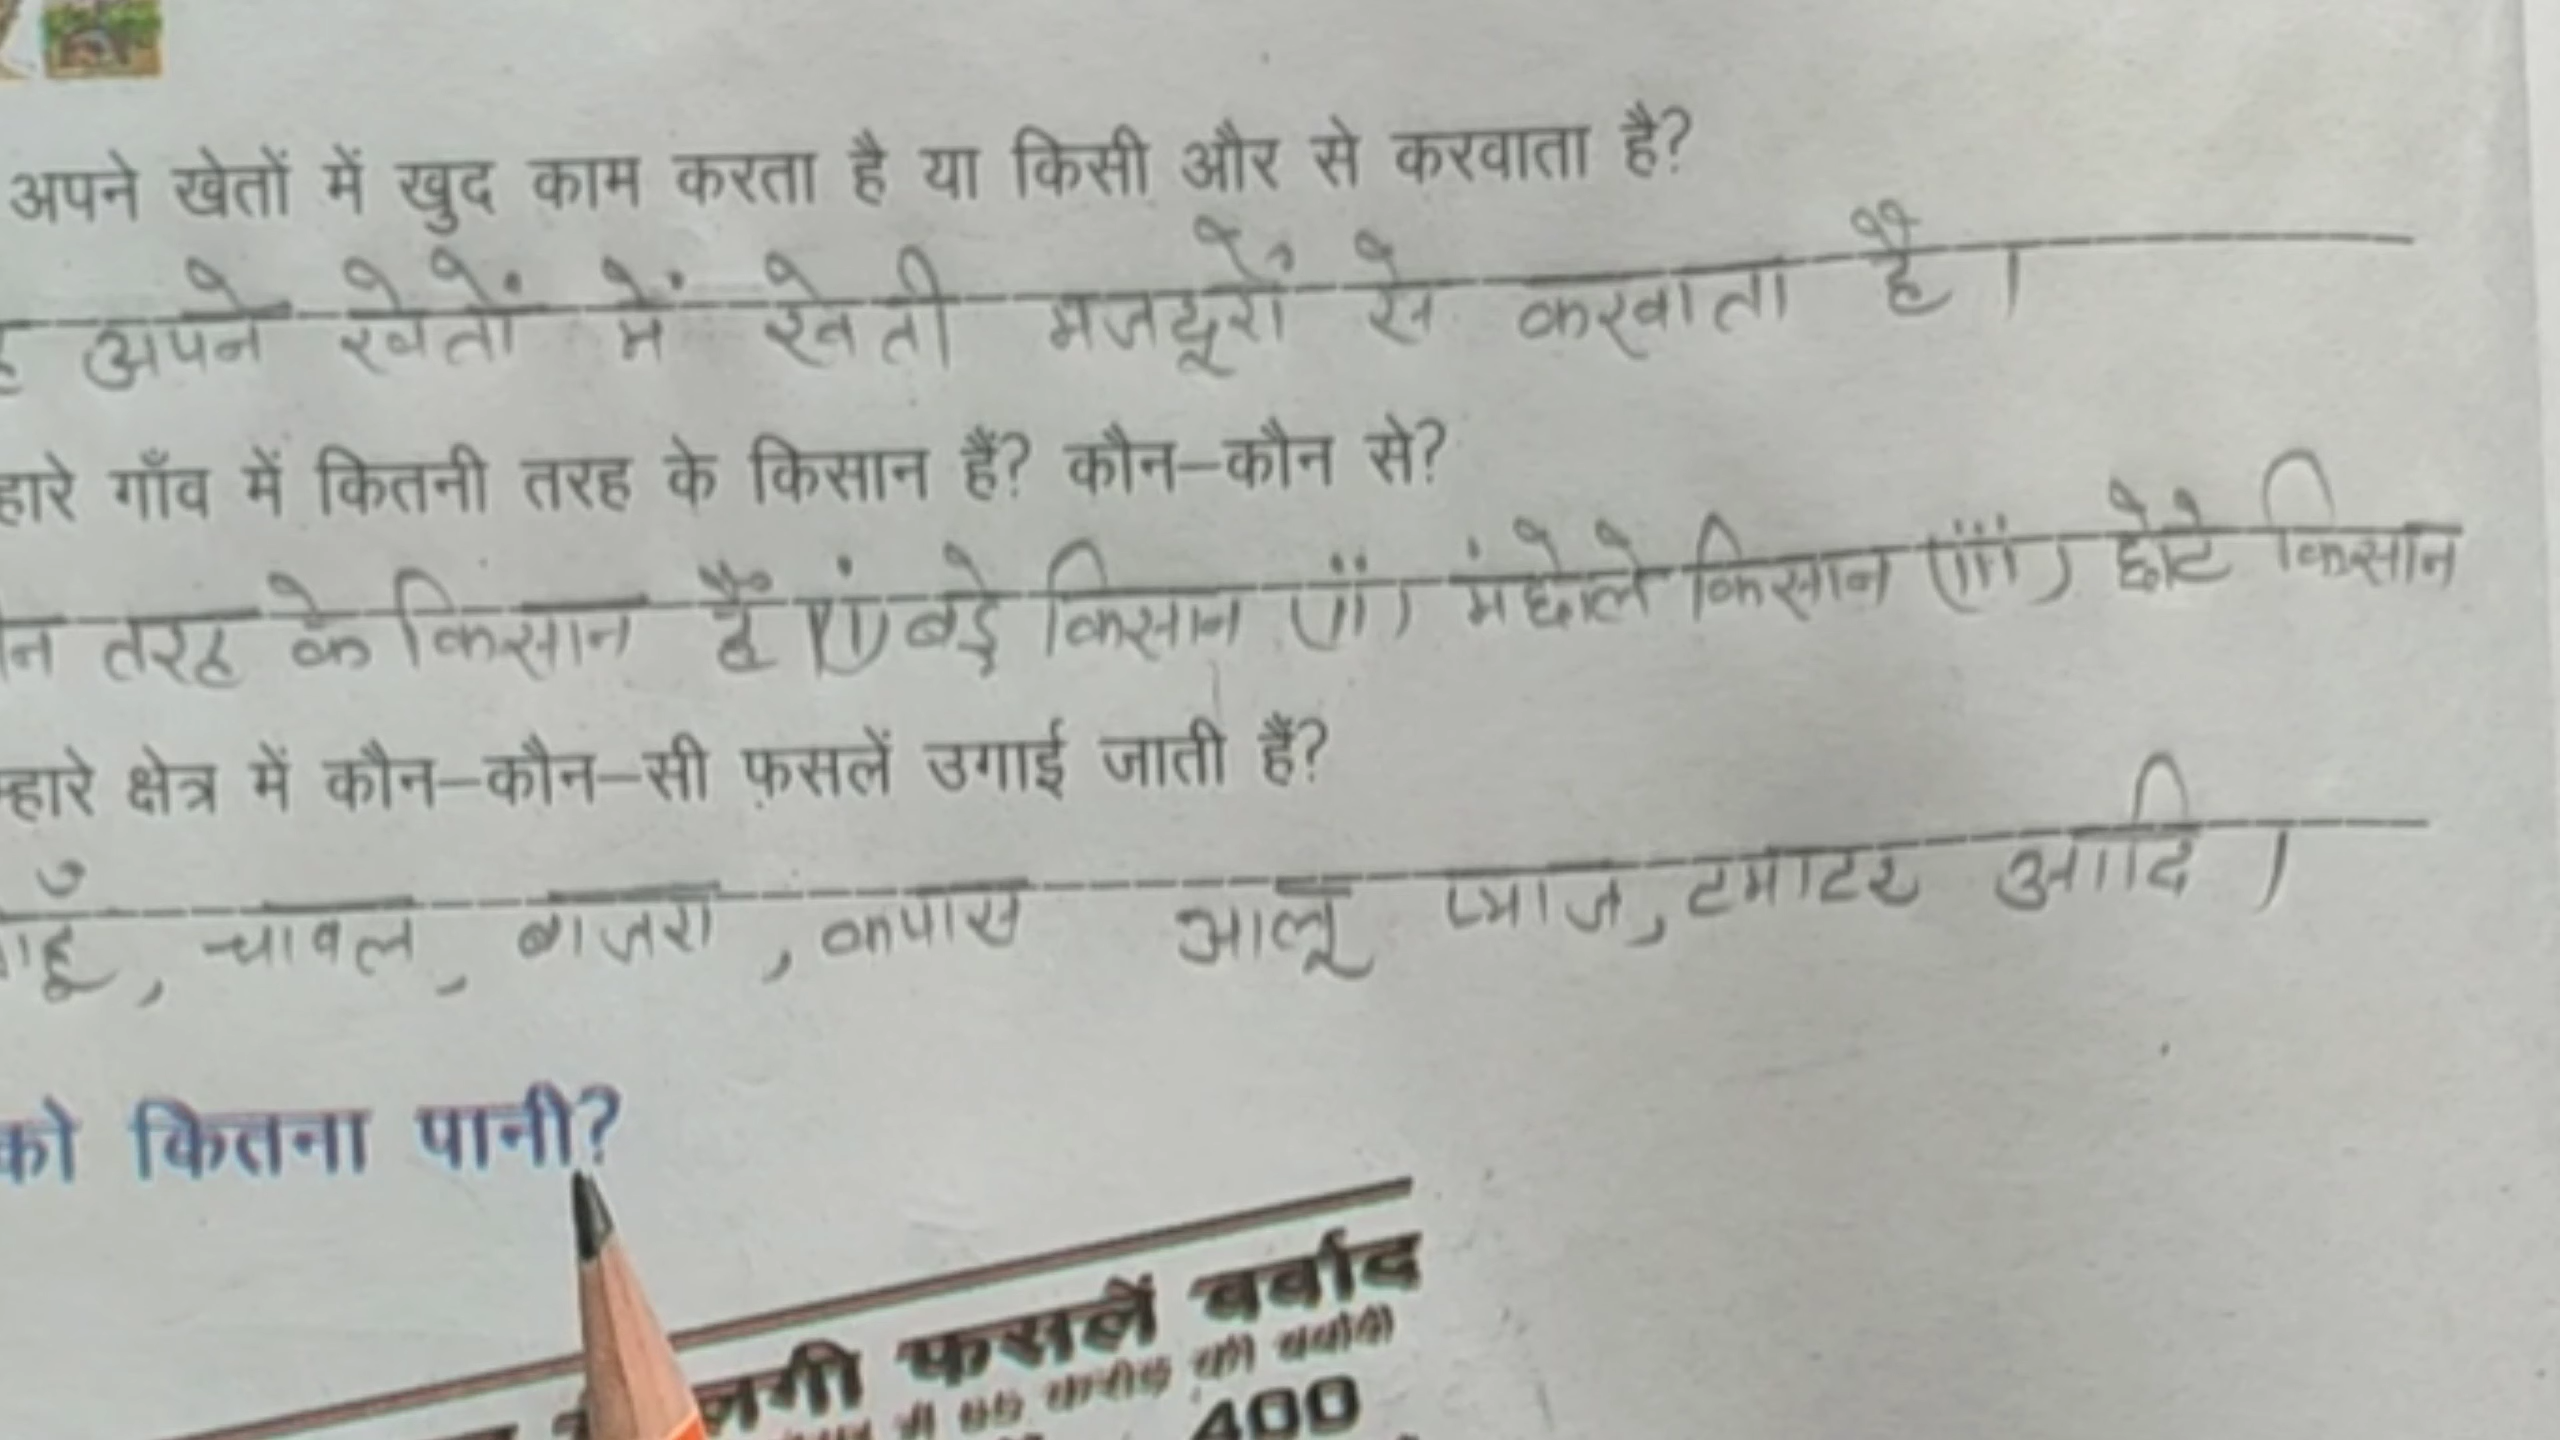 अपने खेतों में खुद काम करता है या किसी और से करवाता है?
अपने खेतों में खेती मजदूरों से करवाता है।
हारे गाँव में कितनी तरह के किसान हैं? कौन–कौन से?
न तरह के किसान हैं (i) बड़े किसान (ii) मंछोले किसान (iii) छोटे किसान
म्हारे क्षेत्र में कौन–कौन–सी फ़सलें उगाई जाती हैं?
हूँ, चावल, बाजरा, कपास आलू प्याज, टमाटर आदि।
को कितना पानी?
फसलें बर्बाद
400